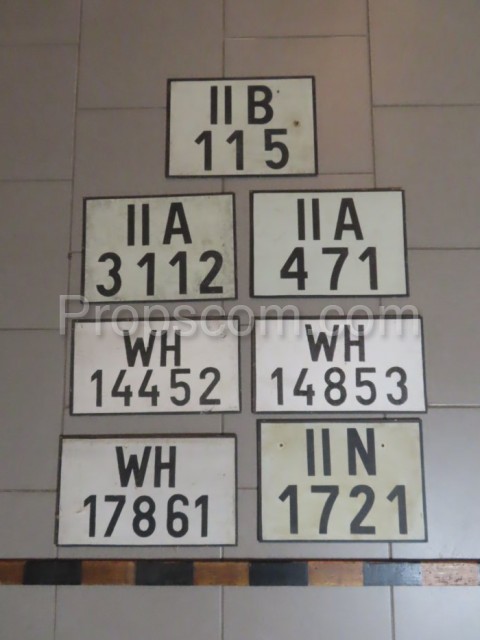 II B
115
II A
3112
II A
471
Propscom.com
WH
14452
WH
14853
WH
17861
II N
1721